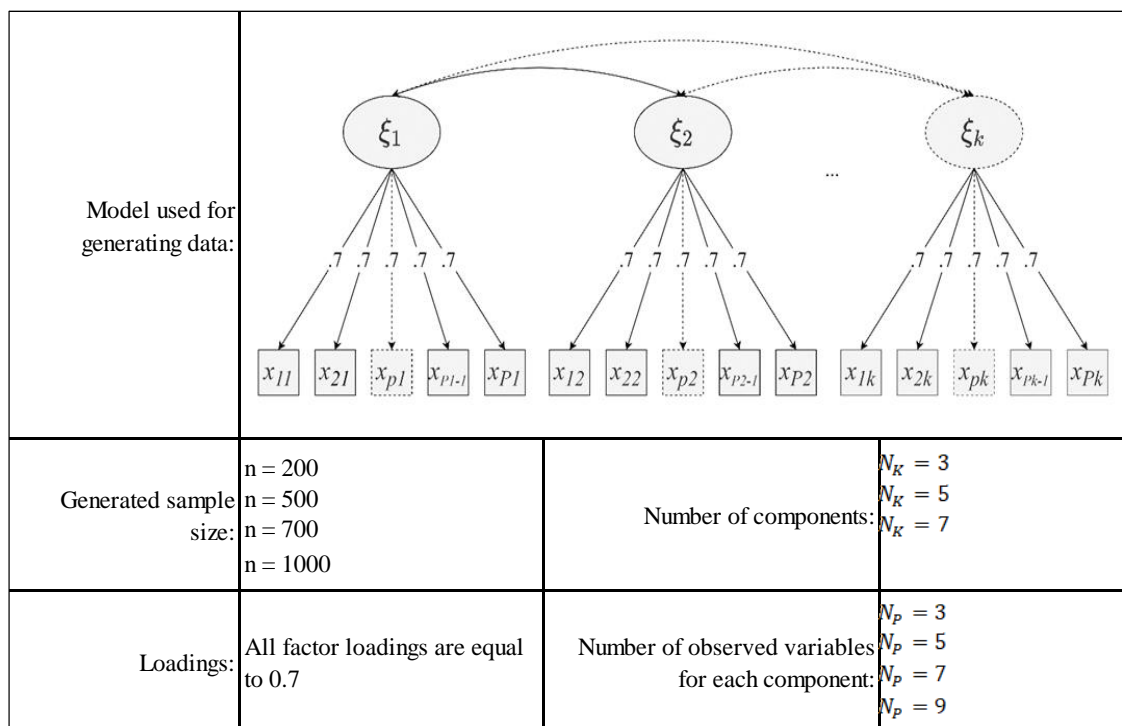 ξ1 ξ2 ξk
...
Model used for
generating data:
.7 .7 .7 .7 .7 .7 .7 .7 .7 .7 .7 .7 .7 .7 .7
x11 x21 xp1 xP1-1 xP1 x12 x22 xp2 xP2-1 xP2 x1k x2k xpk xPk-1 xPk
Generated sample
size:
n = 200
n = 500
n = 700
n = 1000
Number of components:
NK = 3
NK = 5
NK = 7
Loadings:
All factor loadings are equal
to 0.7
Number of observed variables
for each component:
NP = 3
NP = 5
NP = 7
NP = 9